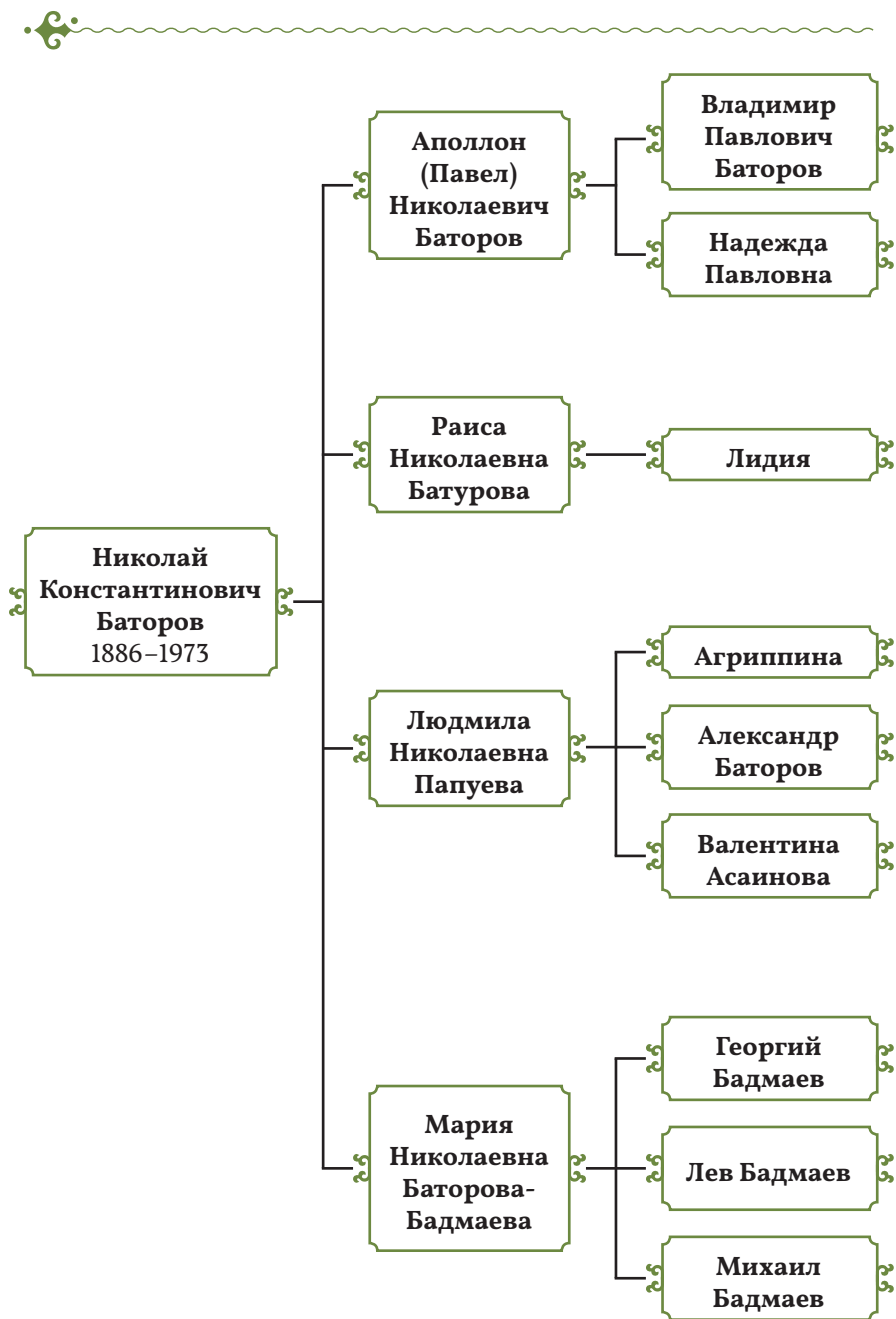 Николай
Константинович
Баторов
1886–1973
Аполлон
(Павел)
Николаевич
Баторов
Владимир
Павлович
Баторов
Надежда
Павловна
Раиса
Николаевна
Батурова
Лидия
Людмила
Николаевна
Папуева
Агриппина
Александр
Баторов
Валентина
Асаинова
Мария
Николаевна
Баторова-
Бадмаева
Георгий
Бадмаев
Лев Бадмаев
Михаил
Бадмаев